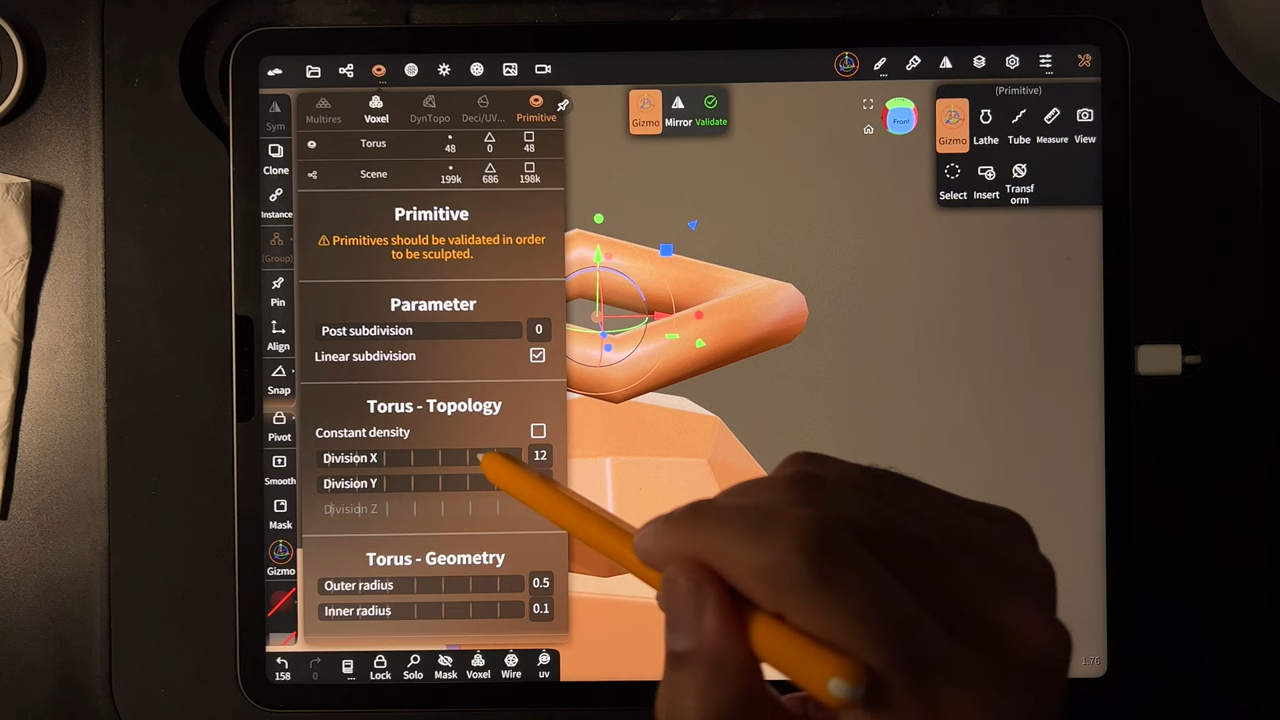 Multires
Voxel
DynTopo
Deci/UV...
Primitive
Torus 48 0 48
Scene 199k 686 198k
Primitive
Primitives should be validated in order
to be sculpted.
Parameter
Post subdivision 0
Linear subdivision
Torus - Topology
Constant density
Division X 12
Division Y
Division Z
Torus - Geometry
Outer radius 0.5
Inner radius 0.1
Sym
Clone
Instance
(Group)
Pin
Align
Snap
Pivot
Smooth
Mask
Gizmo
158
0
...
Lock
Solo
Mask
Voxel
Wire
uv
Gizmo
Mirror
Validate
Front
(Primitive)
Gizmo
Lathe
Tube
Measure
View
Select
Insert
Transf
orm
1.76